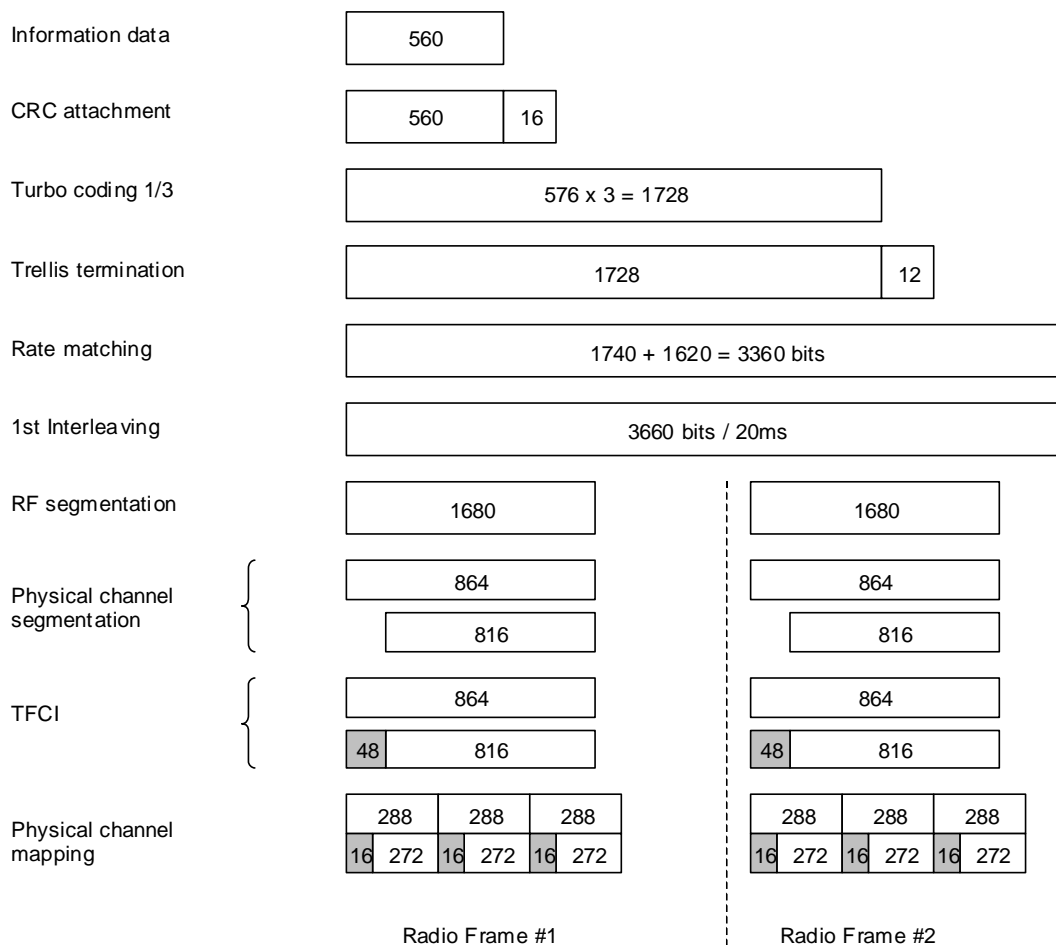 Information data
560
CRC attachment
560 16
Turbo coding 1/3
576 x 3 = 1728
Trellis termination
1728 12
Rate matching
1740 + 1620 = 3360 bits
1st Interleaving
3660 bits / 20ms
RF segmentation
1680 1680
Physical channel
segmentation
864 864
816 816
TFCI
864 864
48 816 48 816
Physical channel
mapping
288 288 288 288 288 288
16 272 16 272 16 272 16 272 16 272 16 272
Radio Frame #1 Radio Frame #2